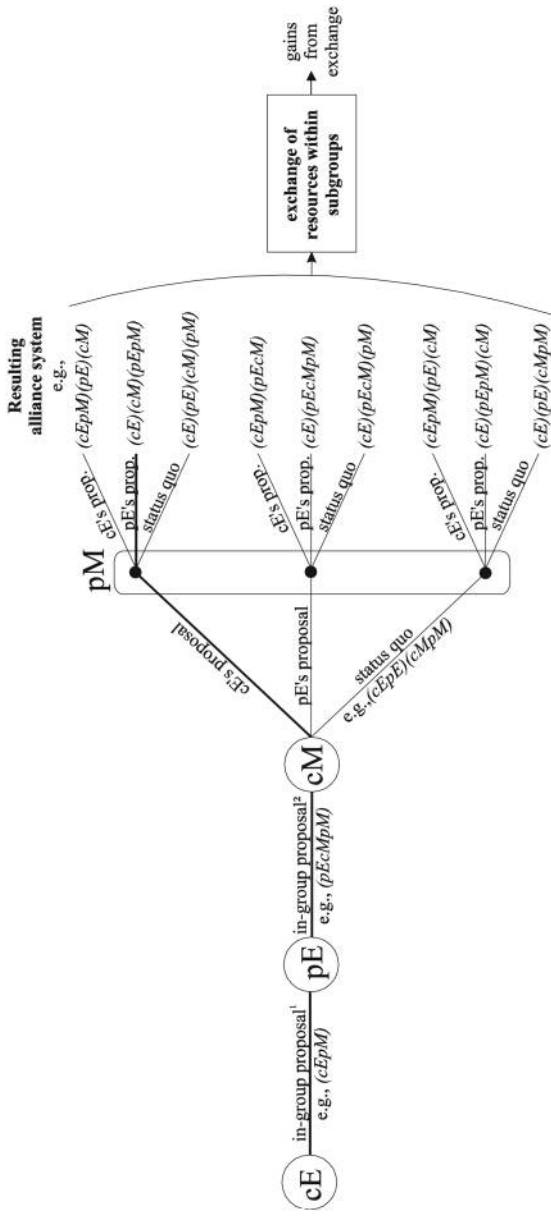 cE
in-group proposal¹
e.g., (cEpM)
pE
in-group proposal²
e.g., (pEcMpM)
cM
cE's proposal
pE's proposal
status quo
e.g.,(cEpE)(cMpM)
pM
cE's prop.
pE's prop.
status quo
cE's prop.
pE's prop.
status quo
cE's prop.
pE's prop.
status quo
Resulting
alliance system
e.g.,
(cEpM)(pE)(cM)
(cE)(cM)(pEpM)
(cE)(pE)(cM)(pM)
(cEpM)(pEcM)
(cE)(pEcMpM)
(cE)(pEcM)(pM)
(cEpM)(pE)(cM)
(cE)(pEpM)(cM)
(cE)(pE)(cMpM)
exchange of
resources within
subgroups
gains
from
exchange